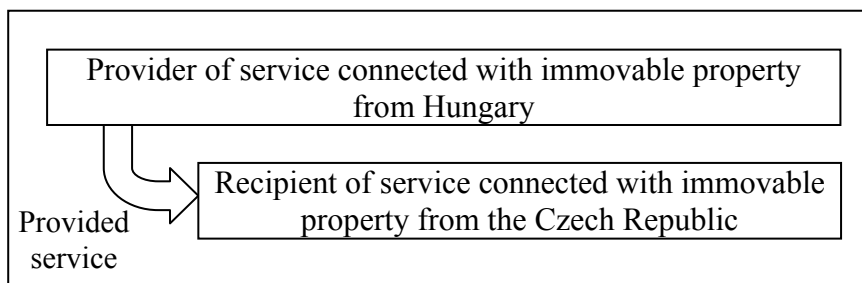 Provider of service connected with immovable property
from Hungary
Recipient of service connected with immovable
property from the Czech Republic
Provided
service